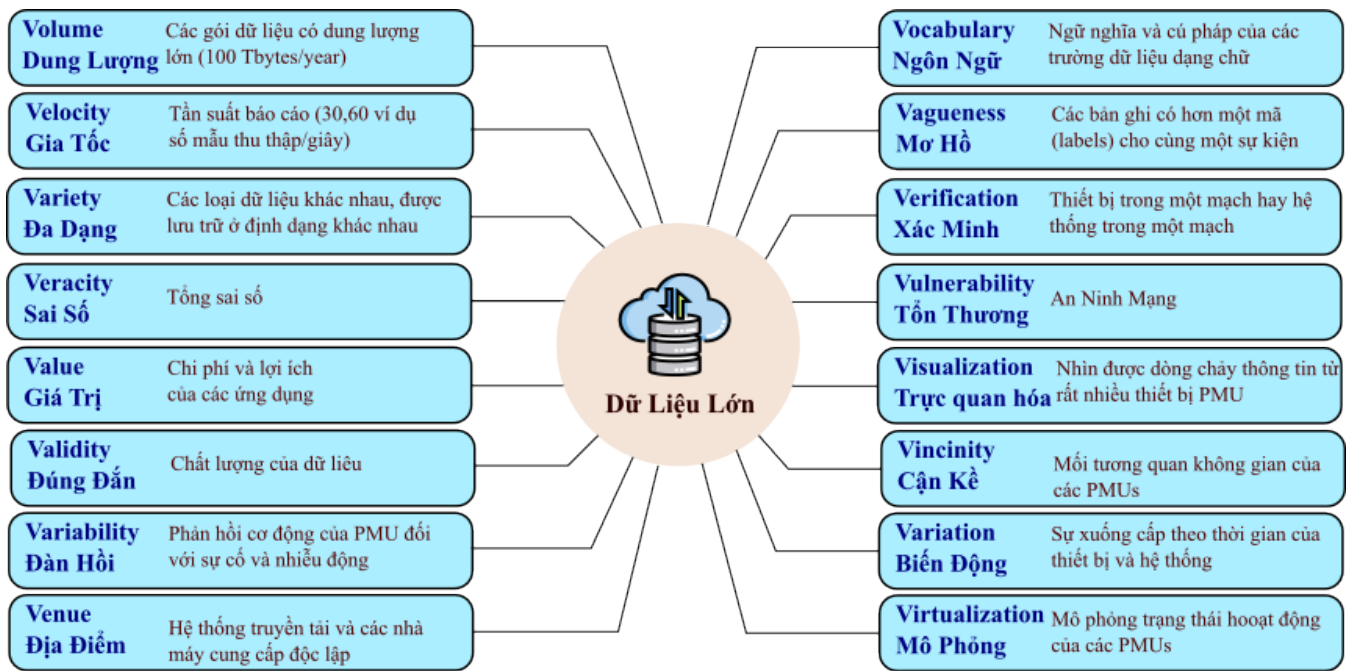 Volume
Dung Lượng
Các gói dữ liệu có dung lượng
lớn (100 Tbytes/year)
Velocity
Gia Tốc
Tần suất báo cáo (30,60 ví dụ
số mẫu thu thập/giây)
Variety
Đa Dạng
Các loại dữ liệu khác nhau, được
lưu trữ ở định dạng khác nhau
Veracity
Sai Số
Tổng sai số
Value
Giá Trị
Chi phí và lợi ích
của các ứng dụng
Validity
Đúng Đắn
Chất lượng của dữ liêu
Variability
Đàn Hồi
Phản hồi cơ động của PMU đối
với sự cố và nhiễu động
Venue
Địa Điểm
Hệ thống truyền tải và các nhà
máy cung cấp độc lập
Dữ Liệu Lớn
Vocabulary
Ngôn Ngữ
Ngữ nghĩa và cú pháp của các
trường dữ liệu dạng chữ
Vagueness
Mơ Hồ
Các bản ghi có hơn một mã
(labels) cho cùng một sự kiện
Verification
Xác Minh
Thiết bị trong một mạch hay hệ
thống trong một mạch
Vulnerability
Tổn Thương
An Ninh Mạng
Visualization
Trực quan hóa
Nhìn được dòng chảy thông tin từ
rất nhiều thiết bị PMU
Vincinity
Cận Kề
Mối tương quan không gian của
các PMUs
Variation
Biến Động
Sự xuống cấp theo thời gian của
thiết bị và hệ thống
Virtualization
Mô Phỏng
Mô phỏng trạng thái hooạt động
của các PMUs